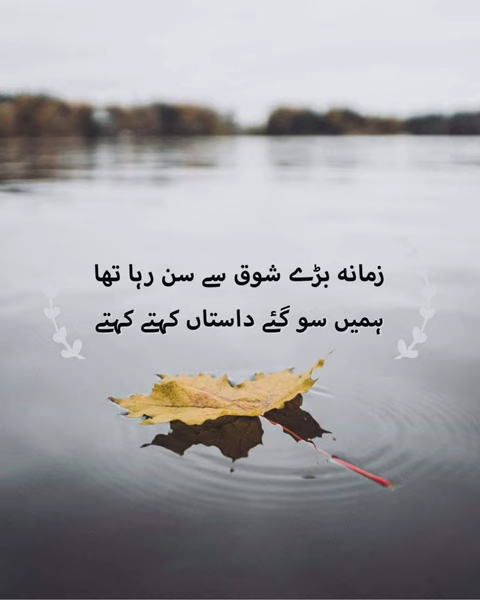 زمانہ بڑے شوق سے سن رہا تھا
ہمیں سو گئے داستاں کہتے کہتے